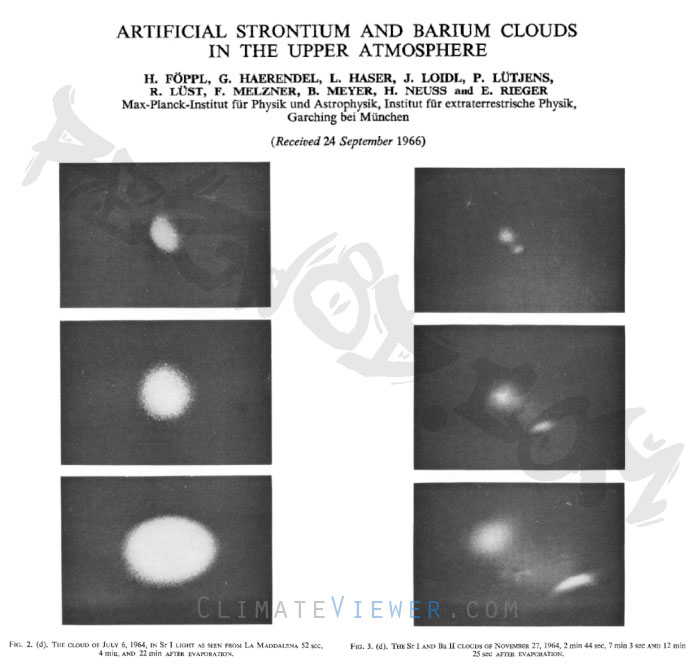 ARTIFICIAL STRONTIUM AND BARIUM CLOUDS
IN THE UPPER ATMOSPHERE
H. FÖPPL, G. HAERENDEL, L. HASER, J. LOIDL, P. LÜTJENS,
R. LÜST, F. MELZNER, B. MEYER, H. NEUSS and E. RIEGER
Max-Planck-Institut für Physik und Astrophysik, Institut für extraterrestrische Physik,
Garching bei München
(Received 24 September 1966)
CLIMATEVIEWER.COM
FIG. 2. (d). THE CLOUD OF JULY 6, 1964, IN Sr I LIGHT AS SEEN FROM LA MADDALENA 52 sec,
4 min, AND 22 min AFTER EVAPORATION.
FIG. 3. (d). THE Sr I AND Ba II CLOUDS OF NOVEMBER 27, 1964, 2 min 44 sec, 7 min 3 sec AND 12 min
25 sec AFTER EVAPORATION.